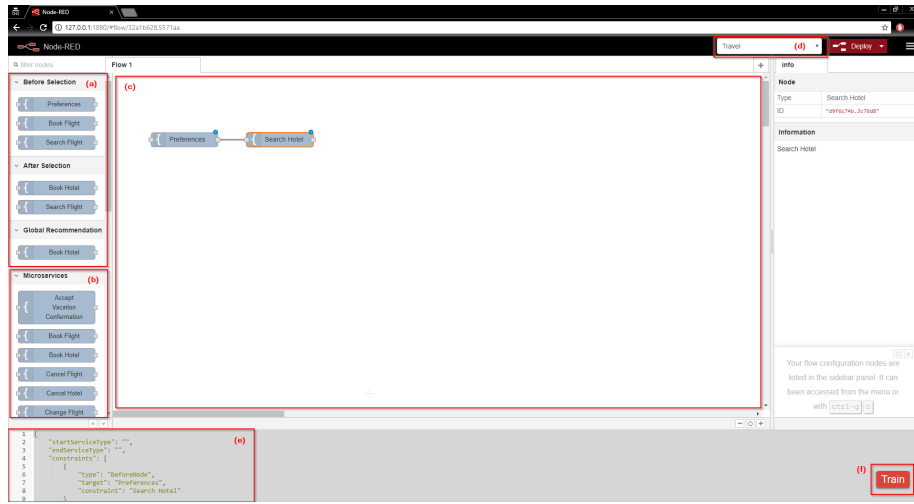 Node-RED
127.0.0.1:1880/#flow/32a1b628.5571aa
Node-RED
Travel
(d)
Deploy
filter nodes
Flow 1
info
Before Selection
(a)
Preferences
Book Flight
Search Flight
After Selection
Book Hotal
Search Flight
Global Recommendation
Book Hotel
Microservices
(b)
Accept
Vacation
Confermation
Book Flight
Book Hotel
Cancel Flight
Cancel Hotel
Change Flight
(c)
Preferences
Search Hotel
Node
Type
Search Hotel
ID
Information
Search Hotel
Your flow configuration nodes are
listed in the sidebar panel. It can
been accessed from the menu or
with ctrl-g c
(e)
1 {
2 "startServiceType": "",
3 "endServiceType": "",
4 "constraints": [
5 {
6 "type": "BeforeNode",
7 "target": "Preferences",
8 "constraint": "Search Hotel"
9 }
(f)
Train